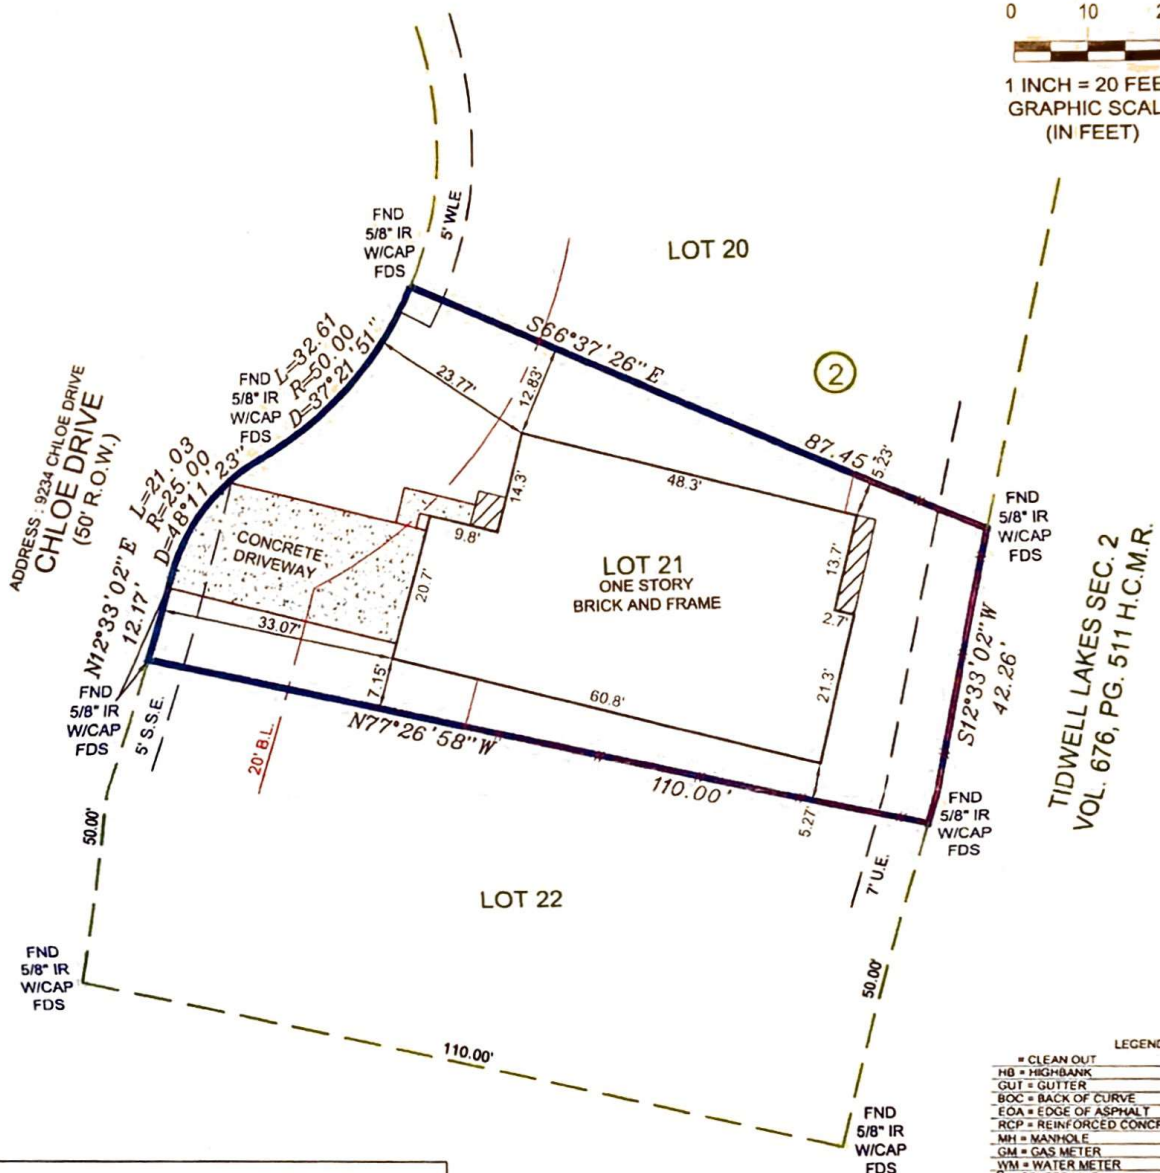 0 10
1 INCH = 20 FEE
GRAPHIC SCAL
(IN FEET)
FND
5/8" IR
W/CAP
FDS
5' WLE
LOT 20
S66°37'26"E
87.45'
2
L=32.61
R=50.00
D=37°21'51"
FND
5/8" IR
W/CAP
FDS
23.77'
12.83'
5.23'
ADDRESS : 9234 CHLOE DRIVE
CHLOE DRIVE
(50' R.O.W.)
L=21.03
R=25.00
D=48°11'23"
14.3'
48.3'
FND
5/8" IR
W/CAP
FDS
9.8'
CONCRETE
DRIVEWAY
20.7'
LOT 21
ONE STORY
BRICK AND FRAME
13.7'
2.7'
N12°33'02"E
12.17'
33.07'
7.15'
60.8'
21.3'
S12°33'02"W
42.26'
TIDWELL LAKES SEC. 2
VOL. 676, PG. 511 H.C.M.R.
FND
5/8" IR
W/CAP
FDS
5' S.S.E.
20' B.L.
N77°26'58"W
110.00'
5.27'
FND
5/8" IR
W/CAP
FDS
7' U.E.
50.00'
LOT 22
50.00'
FND
5/8" IR
W/CAP
FDS
110.00'
FND
5/8" IR
W/CAP
FDS
LEGEND
= CLEAN OUT
HB = HIGHBANK
GUT = GUTTER
BOC = BACK OF CURVE
EOA = EDGE OF ASPHALT
RCP = REINFORCED CONCR
MH = MANHOLE
GM = GAS METER
WM = WATER METER